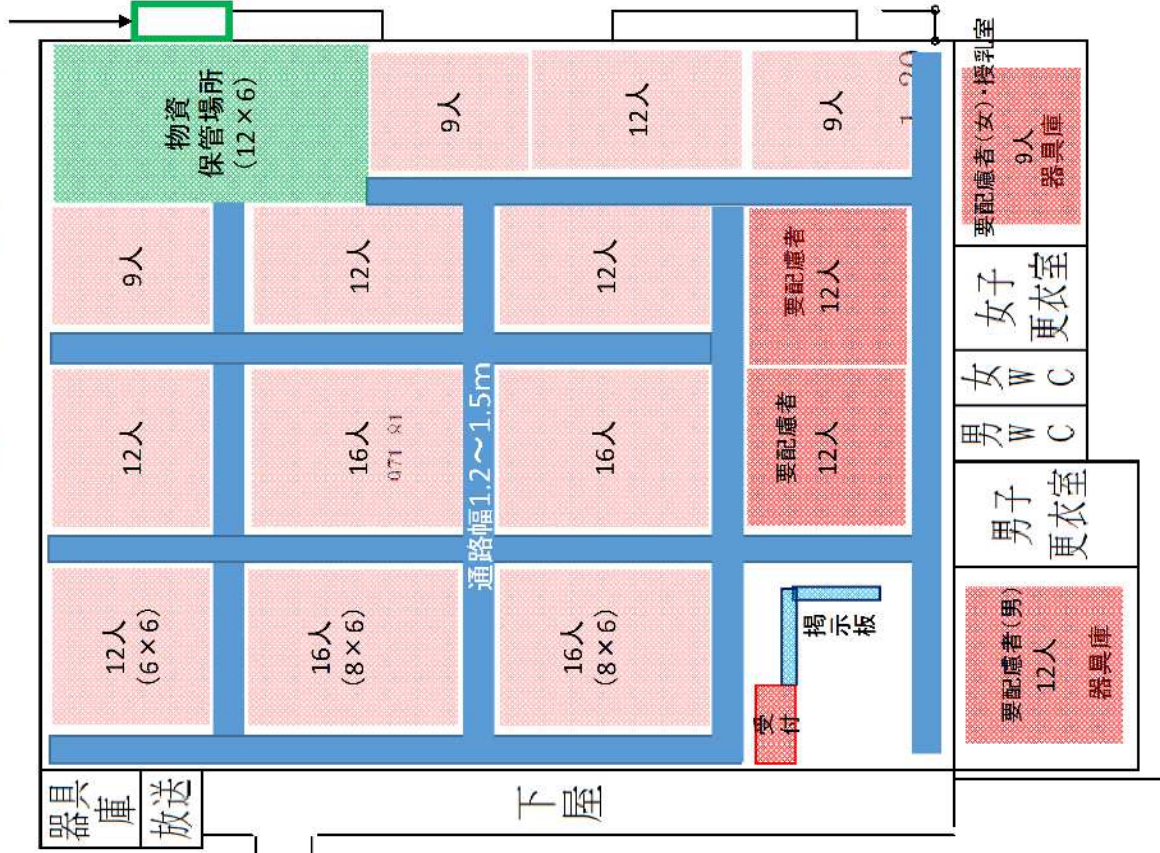 物資
保管場所
(12×6)
9人
12人
9人
9人
12人
12人
要配慮者
12人
12人
16人
16人
要配慮者
12人
通路幅1.2～1.5m
12人
(6×6)
16人
(8×6)
16人
(8×6)
受付
掲示板
器具庫
放送
下屋
要配慮者(女)・授乳室
9人
器具庫
女子
更衣室
女
WC
男
WC
男子
更衣室
要配慮者(男)
12人
器具庫